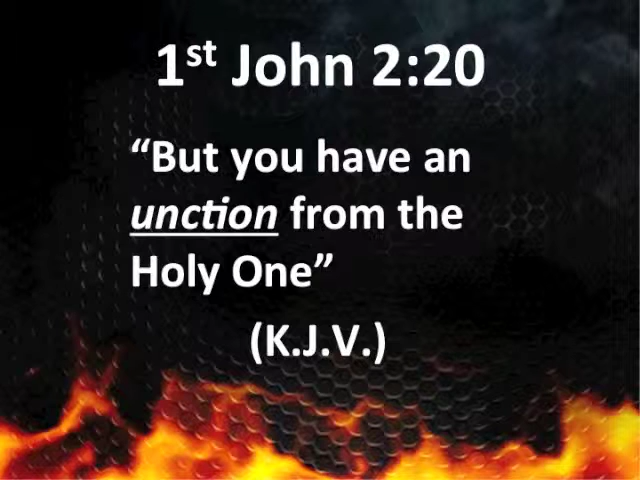 1st John 2:20
“But you have an
unction from the
Holy One”
(K.J.V.)